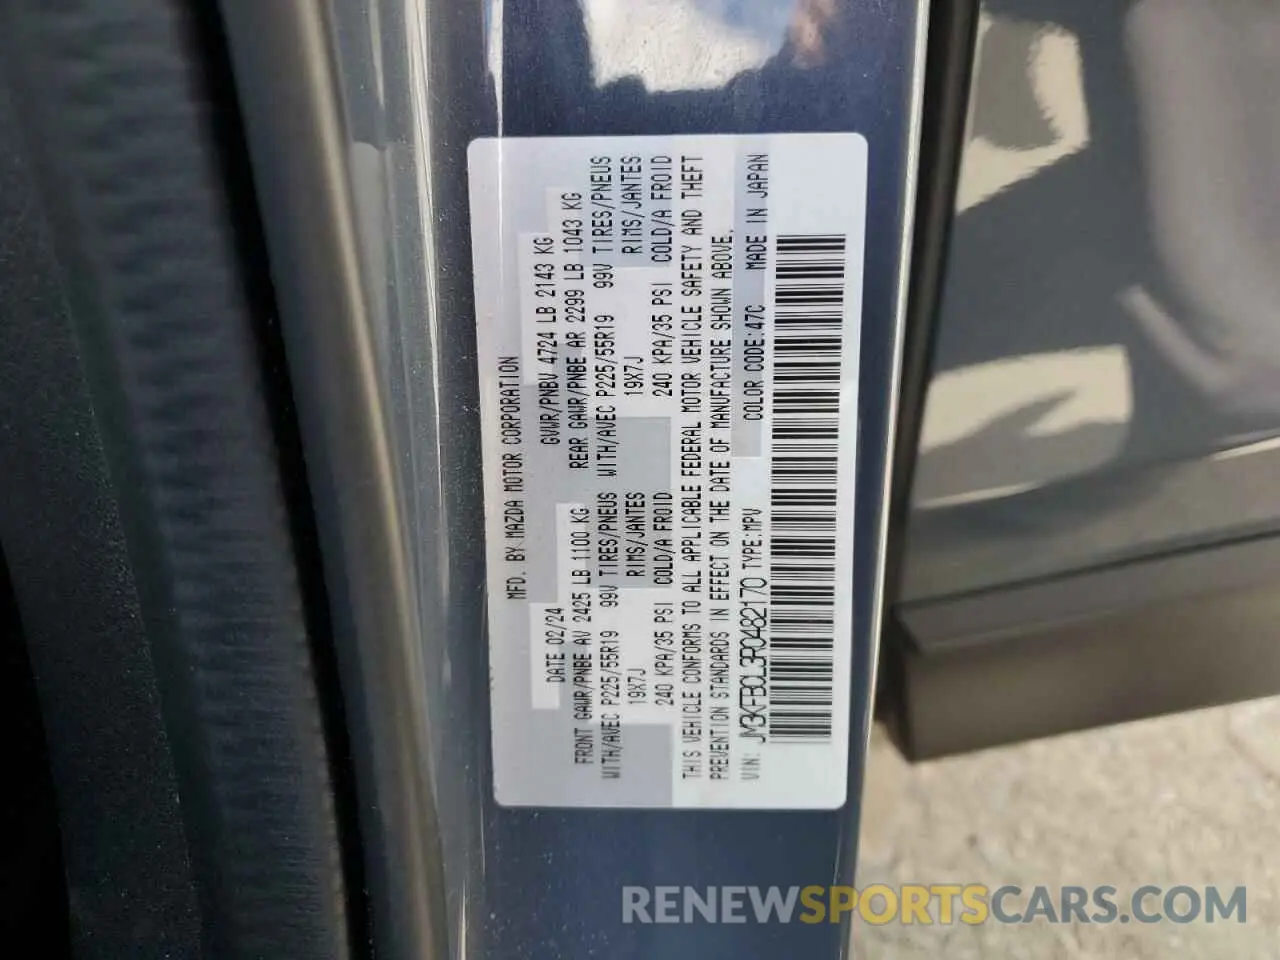 MFD. BY MAZDA MOTOR CORPORATION
DATE 02/24 GVWR/PNBV 4724 LB 2143 KG
FRONT GAWR/PNBE AV 2425 LB 1100 KG REAR GAWR/PNBE AR 2299 LB 1043 KG
WITH/AVEC P225/55R19 99V TIRES/PNEUS WITH/AVEC P225/55R19 99V TIRES/PNEUS
19X7J RIMS/JANTES 19X7J RIMS/JANTES
240 KPA/35 PSI COLD/A FROID 240 KPA/35 PSI COLD/A FROID
THIS VEHICLE CONFORMS TO ALL APPLICABLE FEDERAL MOTOR VEHICLE SAFETY AND THEFT
PREVENTION STANDARDS IN EFFECT ON THE DATE OF MANUFACTURE SHOWN ABOVE.
VIN: JM3KFBCL3R0482170 TYPE:MPV COLOR CODE:47C MADE IN JAPAN
RENEWSPORTSCARS.COM